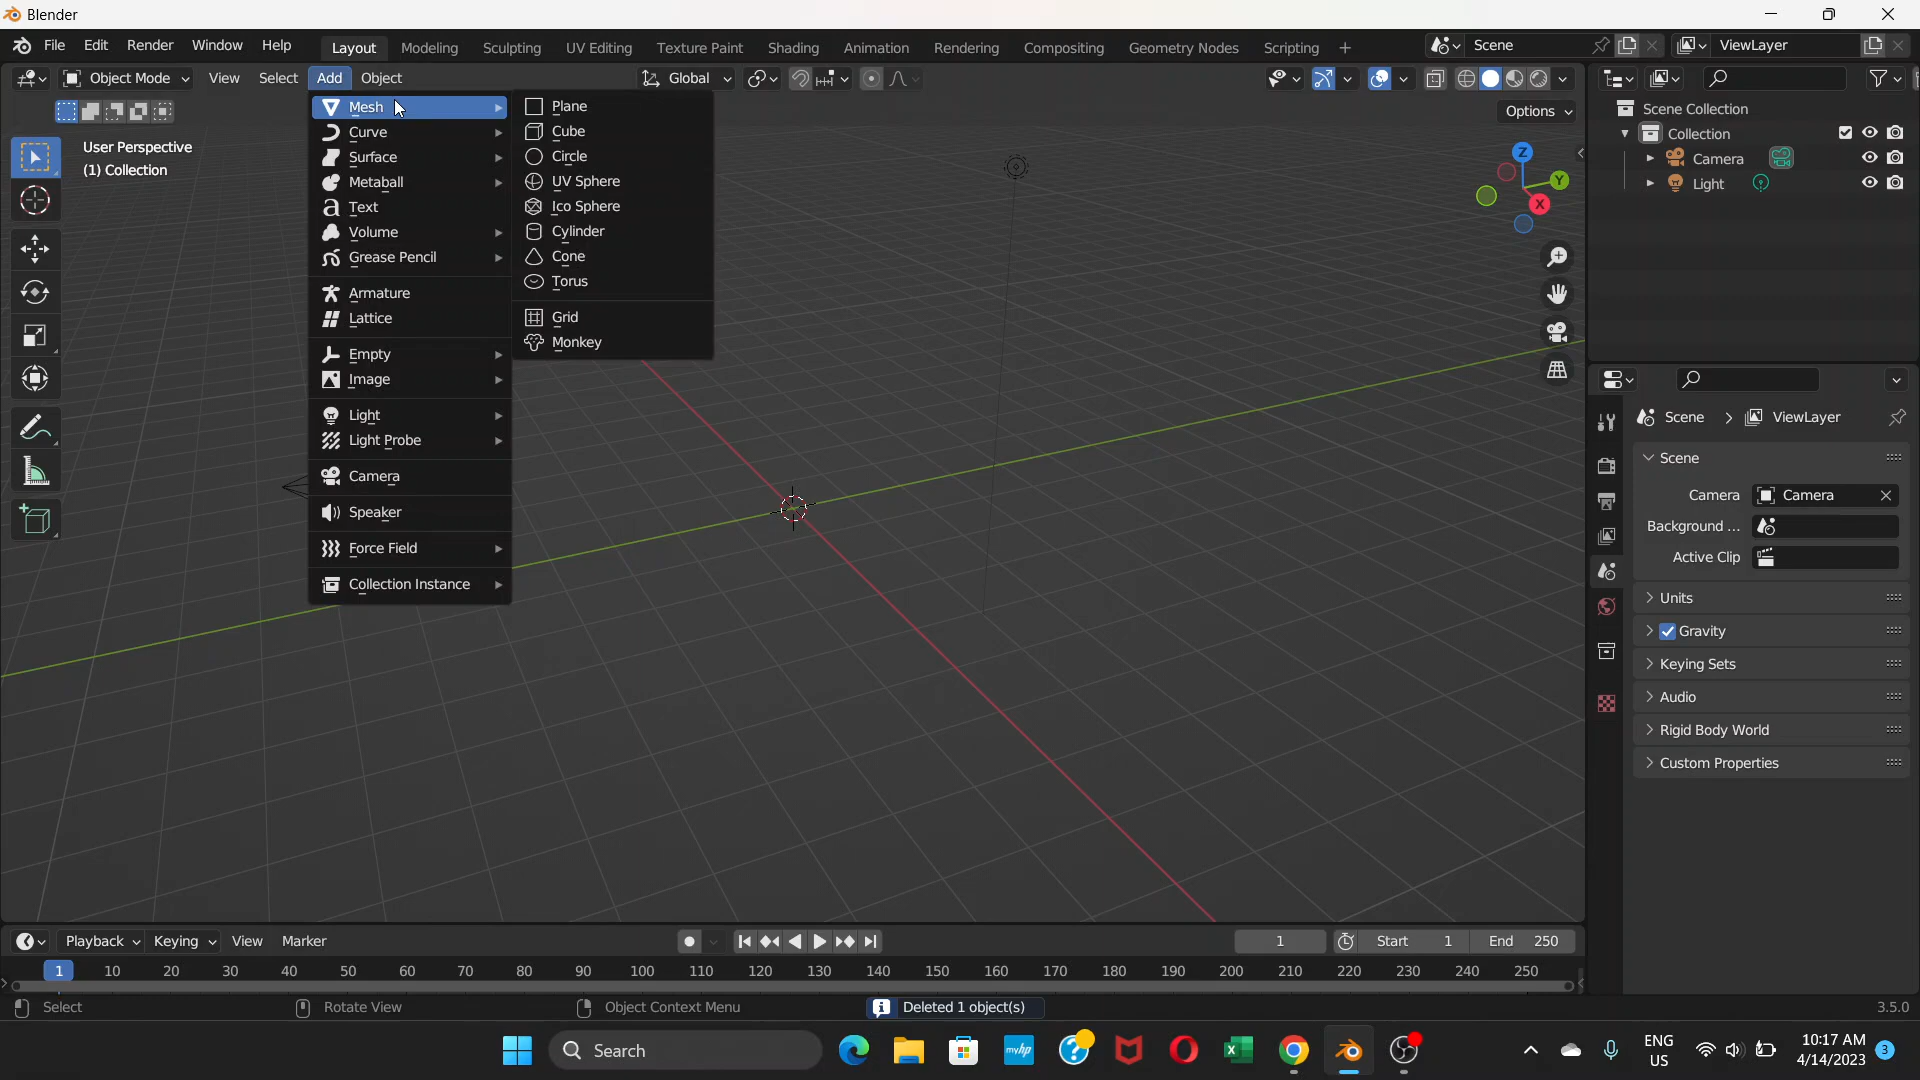 Blender
File Edit Render Window Help Layout Modeling Sculpting UV Editing Texture Paint Shading Animation Rendering Compositing Geometry Nodes Scripting + Scene ViewLayer
Object Mode View Select Add Object Global
Options
User Perspective
(1) Collection
Mesh
Curve
Surface
Metaball
Text
Volume
Grease Pencil
Armature
Lattice
Empty
Image
Light
Light Probe
Camera
Speaker
Force Field
Collection Instance
Plane
Cube
Circle
UV Sphere
Ico Sphere
Cylinder
Cone
Torus
Grid
Monkey
Z
Y
X
Scene Collection
Collection
Camera
Light
Scene > ViewLayer
Scene
Camera Camera
Background ...
Active Clip
Units
Gravity
Keying Sets
Audio
Rigid Body World
Custom Properties
Playback Keying View Marker 1 Start 1 End 250
1 10 20 30 40 50 60 70 80 90 100 110 120 130 140 150 160 170 180 190 200 210 220 230 240 250
Select Rotate View Object Context Menu Deleted 1 object(s) 3.5.0
Search
myhp
ENG
US
10:17 AM
4/14/2023
3